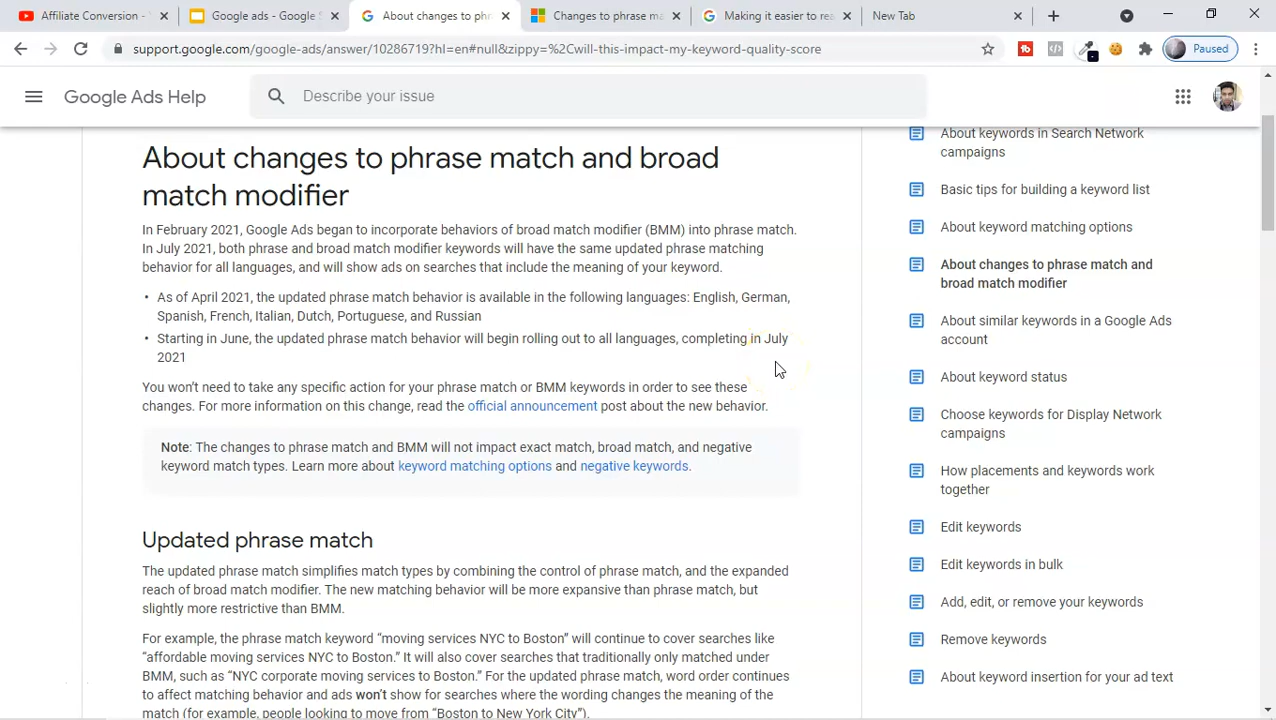 Affiliate Conversion - Y
Google ads - Google S
About changes to phr
Changes to phrase ma
Making it easier to rea
New Tab
support.google.com/google-ads/answer/10286719?hl=en#null&zippy=%2Cwill-this-impact-my-keyword-quality-score
Paused
Google Ads Help
Describe your issue
About changes to phrase match and broad
match modifier
In February 2021, Google Ads began to incorporate behaviors of broad match modifier (BMM) into phrase match.
In July 2021, both phrase and broad match modifier keywords will have the same updated phrase matching
behavior for all languages, and will show ads on searches that include the meaning of your keyword.
• As of April 2021, the updated phrase match behavior is available in the following languages: English, German,
Spanish, French, Italian, Dutch, Portuguese, and Russian
• Starting in June, the updated phrase match behavior will begin rolling out to all languages, completing in July
2021
You won't need to take any specific action for your phrase match or BMM keywords in order to see these
changes. For more information on this change, read the official announcement post about the new behavior.
Note: The changes to phrase match and BMM will not impact exact match, broad match, and negative
keyword match types. Learn more about keyword matching options and negative keywords.
Updated phrase match
The updated phrase match simplifies match types by combining the control of phrase match, and the expanded
reach of broad match modifier. The new matching behavior will be more expansive than phrase match, but
slightly more restrictive than BMM.
For example, the phrase match keyword “moving services NYC to Boston” will continue to cover searches like
“affordable moving services NYC to Boston.” It will also cover searches that traditionally only matched under
BMM, such as “NYC corporate moving services to Boston.” For the updated phrase match, word order continues
to affect matching behavior and ads won't show for searches where the wording changes the meaning of the
match (for example, people looking to move from “Boston to New York City”).
About keywords in Search Network
campaigns
Basic tips for building a keyword list
About keyword matching options
About changes to phrase match and
broad match modifier
About similar keywords in a Google Ads
account
About keyword status
Choose keywords for Display Network
campaigns
How placements and keywords work
together
Edit keywords
Edit keywords in bulk
Add, edit, or remove your keywords
Remove keywords
About keyword insertion for your ad text